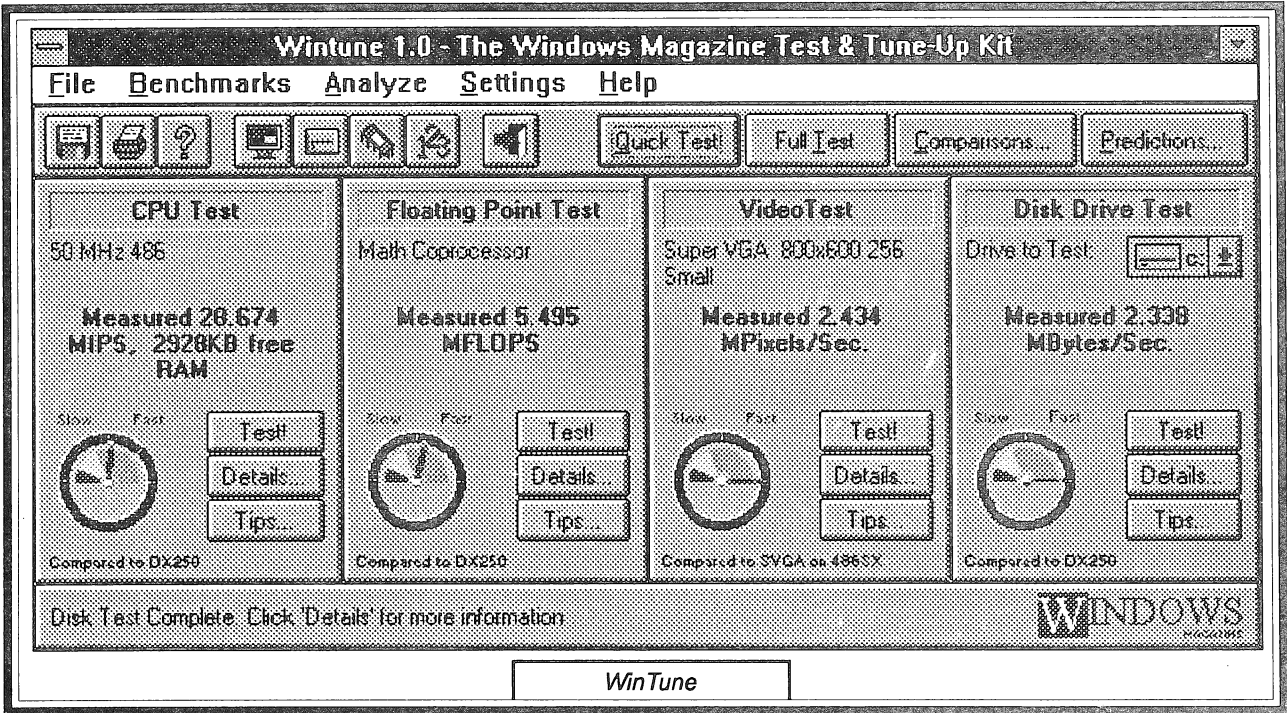 Wintune 1.0 - The Windows Magazine Test & Tune-Up Kit
File Benchmarks Analyze Settings Help
Quick Test! Full Test Comparisons... Predictions...
CPU Test
50 MHz 486
Measured 28.674
MIPS, 2928KB free
RAM
Slow Fast
Test!
Details...
Tips...
Compared to DX250
Floating Point Test
Math Coprocessor
Measured 5.495
MFLOPS
Slow Fast
Test!
Details...
Tips...
Compared to DX250
VideoTest
Super VGA 800x600 256
Small
Measured 2.434
MPixels/Sec.
Slow Fast
Test!
Details...
Tips...
Compared to SVGA on 486SX
Disk Drive Test
Drive to Test: c:
Measured 2.338
MBytes/Sec.
Slow Fast
Test!
Details...
Tips...
Compared to DX250
Disk Test Complete. Click 'Details' for more information
WINDOWS
MAGAZINE
WinTune